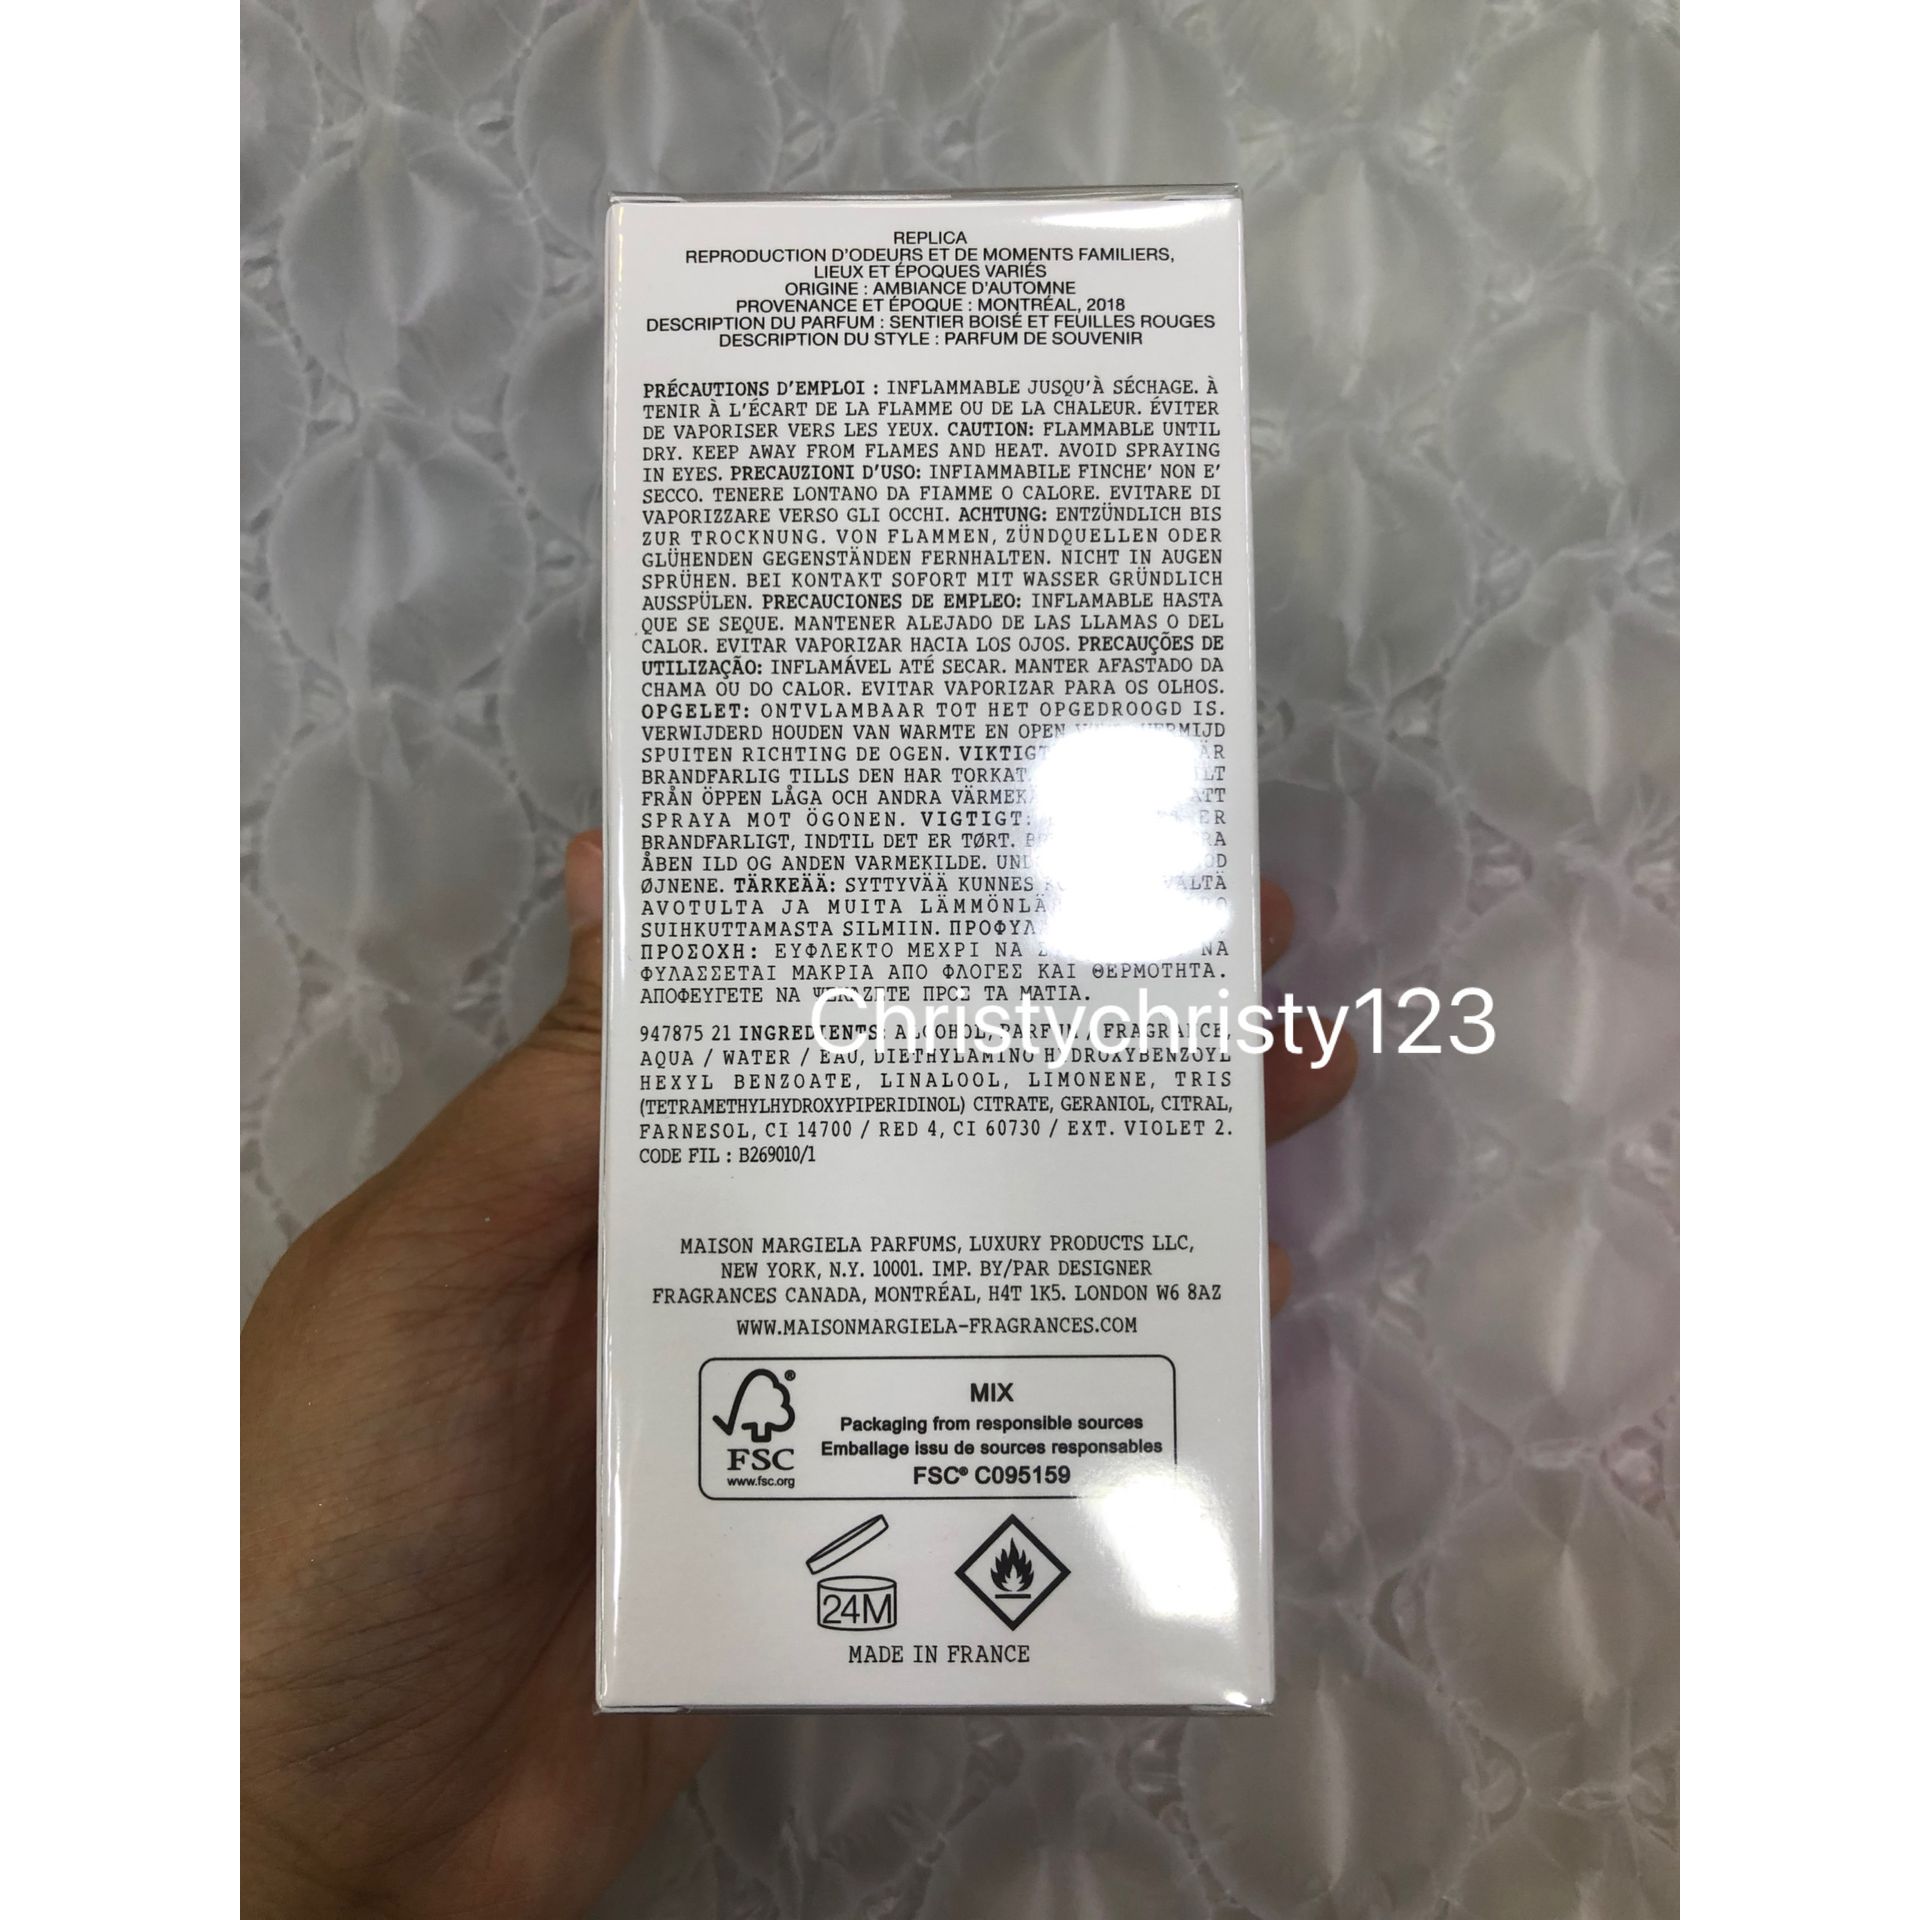 REPLICA
REPRODUCTION D'ODEURS ET DE MOMENTS FAMILIERS,
LIEUX ET ÉPOQUES VARIÉS
ORIGINE : AMBIANCE D'AUTOMNE
PROVENANCE ET ÉPOQUE : MONTRÉAL, 2018
DESCRIPTION DU PARFUM : SENTIER BOISÉ ET FEUILLES ROUGES
DESCRIPTION DU STYLE : PARFUM DE SOUVENIR
PRÉCAUTIONS D'EMPLOI : INFLAMMABLE JUSQU'À SÉCHAGE. À
TENIR À L'ÉCART DE LA FLAMME OU DE LA CHALEUR. ÉVITER
DE VAPORISER VERS LES YEUX. CAUTION: FLAMMABLE UNTIL
DRY. KEEP AWAY FROM FLAMES AND HEAT. AVOID SPRAYING
IN EYES. PRECAUZIONI D'USO: INFIAMMABILE FINCHE' NON E'
SECCO. TENERE LONTANO DA FIAMME O CALORE. EVITARE DI
VAPORIZZARE VERSO GLI OCCHI. ACHTUNG: ENTZÜNDLICH BIS
ZUR TROCKNUNG. VON FLAMMEN, ZÜNDQUELLEN ODER
GLÜHENDEN GEGENSTÄNDEN FERNHALTEN. NICHT IN AUGEN
SPRÜHEN. BEI KONTAKT SOFORT MIT WASSER GRÜNDLICH
AUSSPÜLEN. PRECAUCIONES DE EMPLEO: INFLAMABLE HASTA
QUE SE SEQUE. MANTENER ALEJADO DE LAS LLAMAS O DEL
CALOR. EVITAR VAPORIZAR HACIA LOS OJOS. PRECAUÇÕES DE
UTILIZAÇÃO: INFLAMÁVEL ATÉ SECAR. MANTER AFASTADO DA
CHAMA OU DO CALOR. EVITAR VAPORIZAR PARA OS OLHOS.
OPGELET: ONTVLAMBAAR TOT HET OPGEDROOGD IS.
VERWIJDERD HOUDEN VAN WARMTE EN OPEN VERMIJD
SPUITEN RICHTING DE OGEN. VIKTIGT
BRANDFARLIG TILLS DEN HAR TORKAT.
FRÅN ÖPPEN LÅGA OCH ANDRA ATT
SPRAYA MOT ÖGONEN. VIGTIGT: ER
BRANDFARLIGT, INDTIL DET ER TØRT.
ÅBEN ILD OG ANDEN VARMEKILDE.
ØJNENE. TÄRKEÄÄ: SYTTYVÄÄ KUNNES
AVOTULTA JA MUITA
SUIHKUTTAMASTA SILMIIN.
ΠΡΟΣΟΧΗ: ΕΥΦΛΕΚΤΟ ΜΕΧΡΙ ΝΑ ΝΑ
ΦΥΛΑΣΣΕΤΑΙ ΜΑΚΡΙΑ ΑΠΟ ΦΛΟΓΕΣ ΚΑΙ ΘΕΡΜΟΤΗΤΑ.
ΑΠΟΦΕΥΓΕΤΕ ΝΑ ΨΕΚΑΖΕΤΕ ΠΡΟΣ ΤΑ ΜΑΤΙΑ.
Christychristy123
947875 21 INGREDIENTS: ALCOHOL, PARFUM / FRAGRANCE,
AQUA / WATER / EAU, DIETHYLAMINO HYDROXYBENZOYL
HEXYL BENZOATE, LINALOOL, LIMONENE, TRIS
(TETRAMETHYLHYDROXYPIPERIDINOL) CITRATE, GERANIOL, CITRAL,
FARNESOL, CI 14700 / RED 4, CI 60730 / EXT. VIOLET 2.
CODE FIL : B269010/1
MAISON MARGIELA PARFUMS, LUXURY PRODUCTS LLC,
NEW YORK, N.Y. 10001. IMP. BY/PAR DESIGNER
FRAGRANCES CANADA, MONTRÉAL, H4T 1K5. LONDON W6 8AZ
WWW.MAISONMARGIELA-FRAGRANCES.COM
®
FSC
www.fsc.org
MIX
Packaging from responsible sources
Emballage issu de sources responsables
FSC® C095159
24M
MADE IN FRANCE